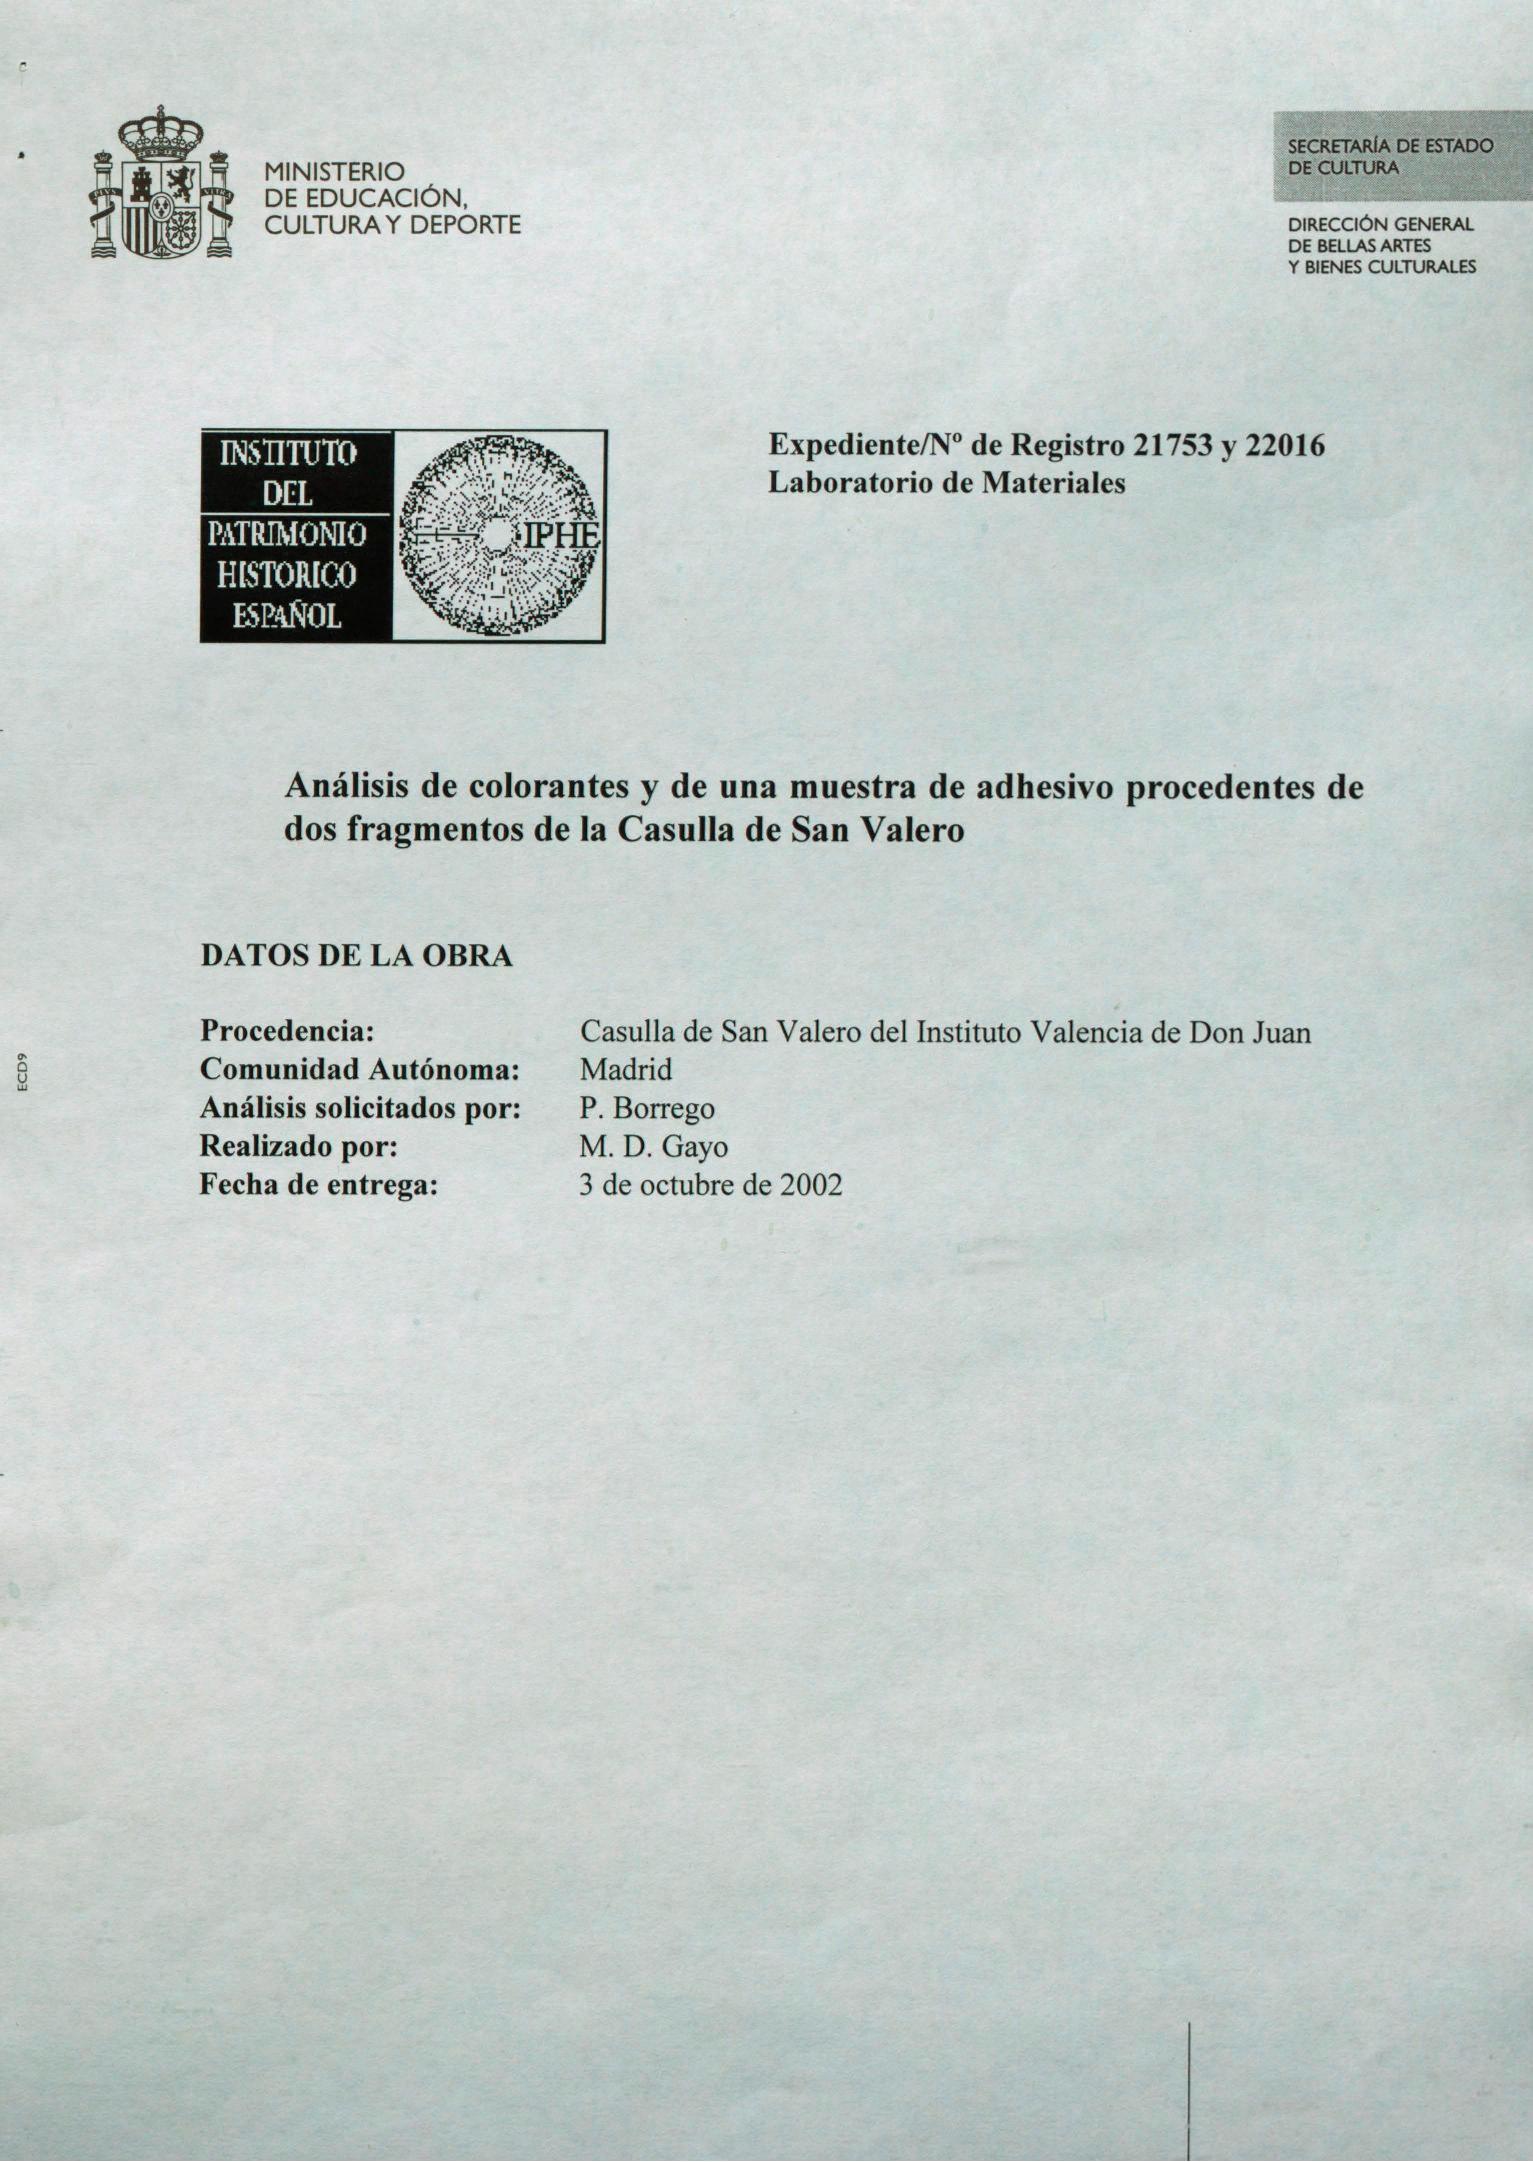 MINISTERIO
DE EDUCACIÓN,
CULTURA Y DEPORTE
SECRETARÍA DE ESTADO
DE CULTURA
DIRECCIÓN GENERAL
DE BELLAS ARTES
Y BIENES CULTURALES
INSTITUTO
DEL
PATRIMONIO
HISTORICO
ESPAÑOL
IPHE
Expediente/Nº de Registro 21753 y 22016
Laboratorio de Materiales
Análisis de colorantes y de una muestra de adhesivo procedentes de
dos fragmentos de la Casulla de San Valero
DATOS DE LA OBRA
Procedencia: Casulla de San Valero del Instituto Valencia de Don Juan
Comunidad Autónoma: Madrid
Análisis solicitados por: P. Borrego
Realizado por: M. D. Gayo
Fecha de entrega: 3 de octubre de 2002
ECD9